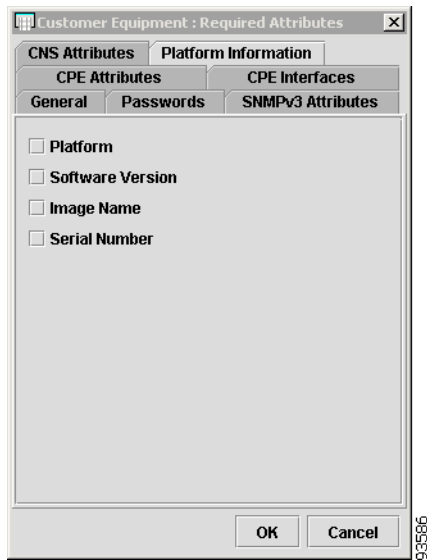 Customer Equipment : Required Attributes
CNS Attributes Platform Information
CPE Attributes CPE Interfaces
General Passwords SNMPv3 Attributes
Platform
Software Version
Image Name
Serial Number
OK Cancel
93586